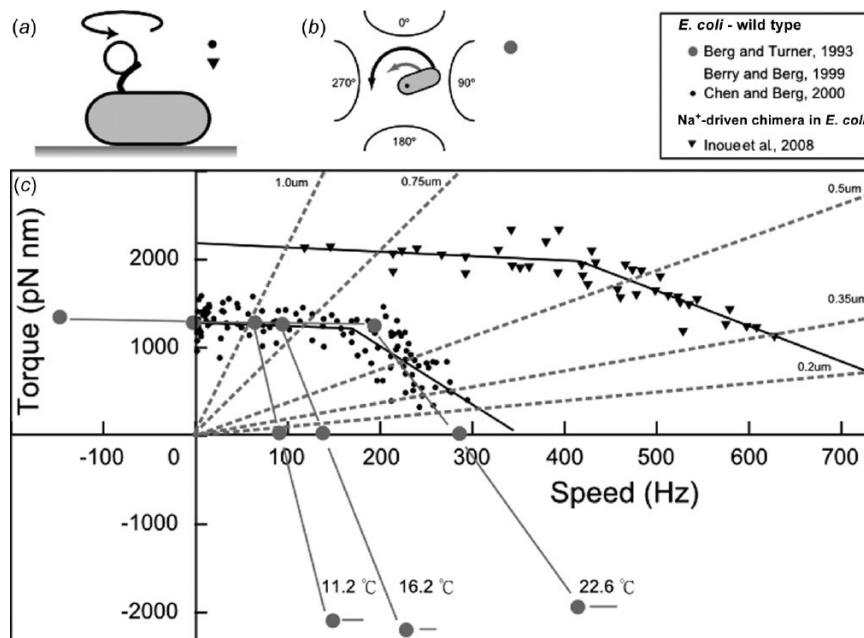 (a)
(b)
0°
270°
90°
180°
E. coli - wild type
Berg and Turner, 1993
Berry and Berg, 1999
Chen and Berg, 2000
Na⁺-driven chimera in E. coli
Inoue et al., 2008
(c)
1.0um
0.75um
0.5um
0.35um
0.2um
Torque (pN nm)
2000
1000
0
-1000
-2000
-100
100
200
300
400
500
600
700
Speed (Hz)
11.2 ℃
16.2 ℃
22.6 ℃